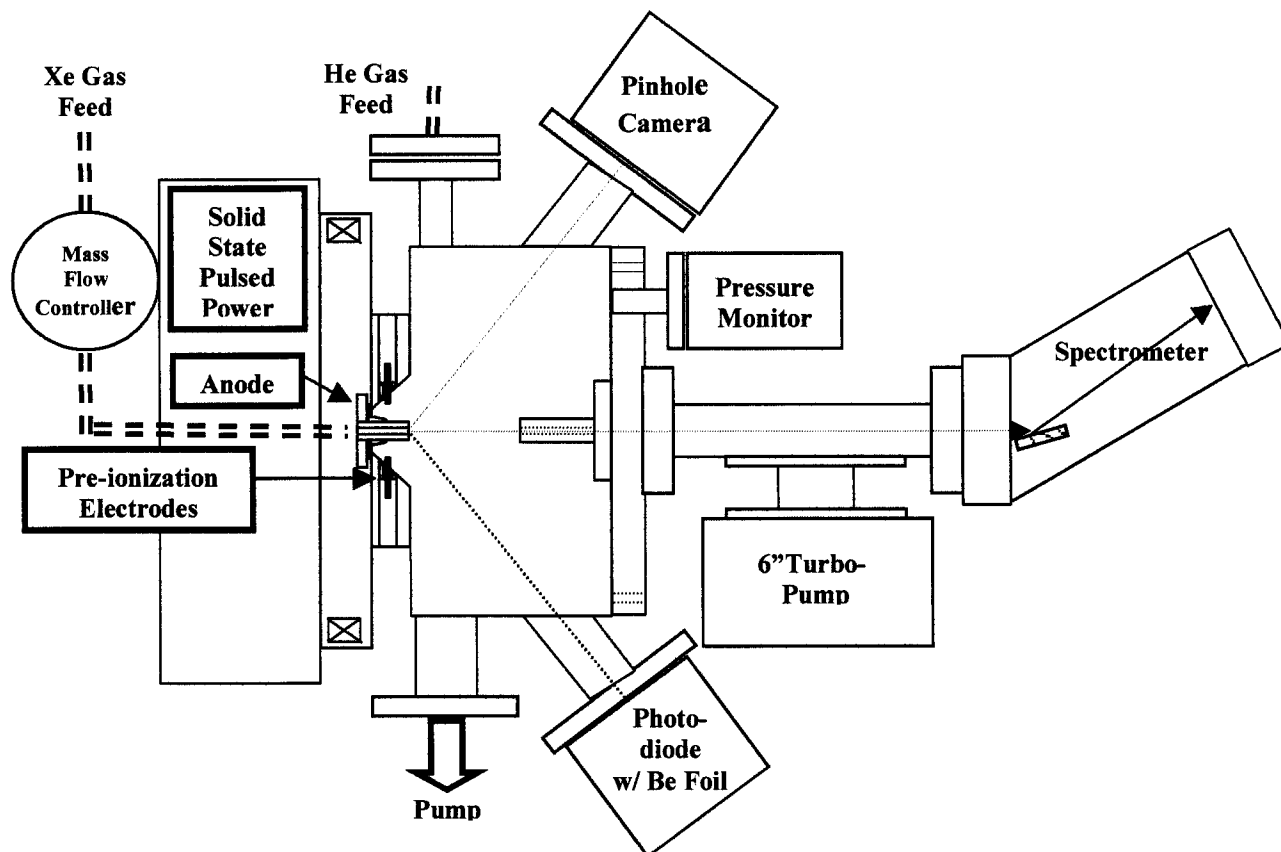 Xe Gas
Feed
He Gas
Feed
Pinhole
Camera
Mass
Flow
Controller
Solid
State
Pulsed
Power
Pressure
Monitor
Spectrometer
Anode
Pre-ionization
Electrodes
6”Turbo-
Pump
Photo-
diode
w/ Be Foil
Pump